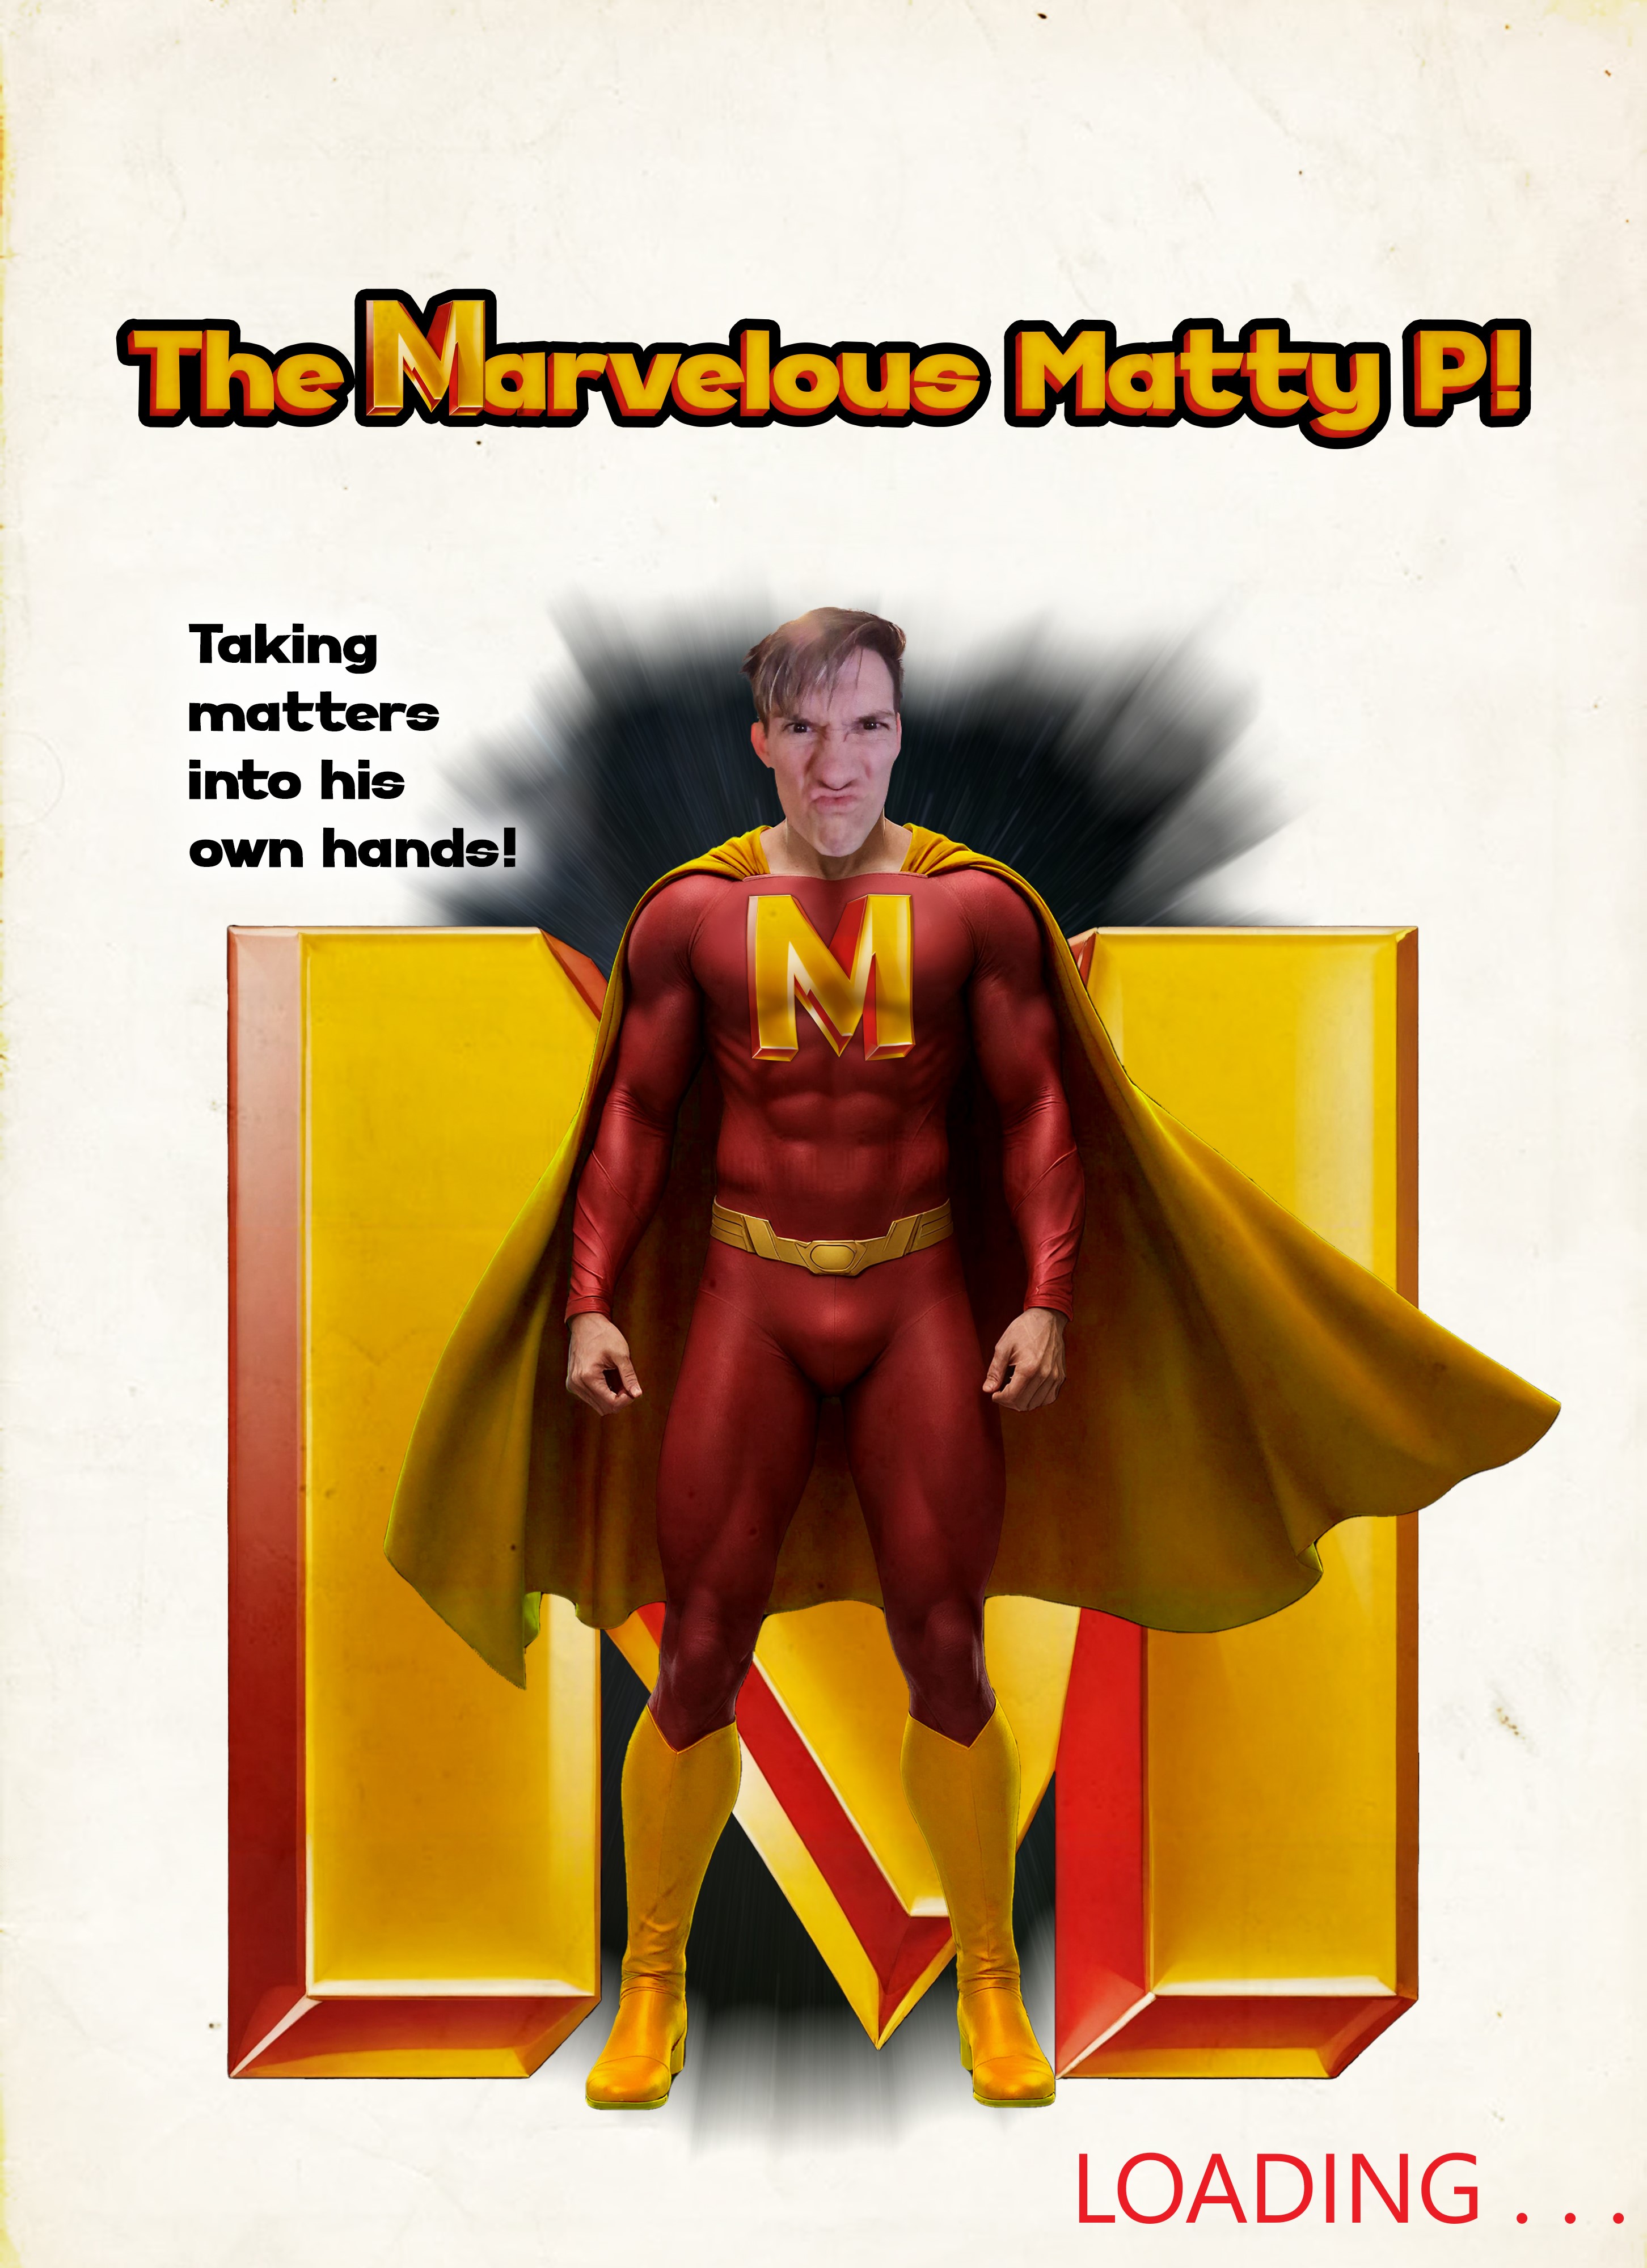 The Marvelous Matty P!
Taking
matters
into his
own hands!
M
M
LOADING . . .